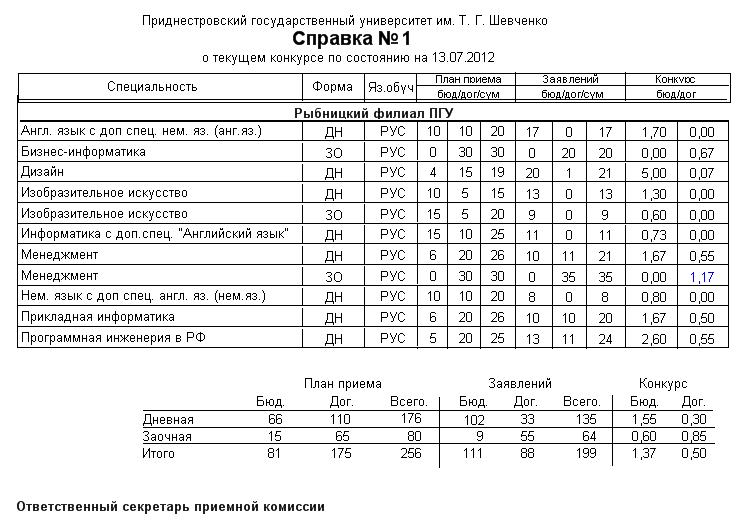 Приднестровский государственный университет им. Т. Г. Шевченко
Справка № 1
о текущем конкурсе по состоянию на 13.07.2012
Специальность Форма Яз.обуч План приема Заявлений Конкурс
бюд/дог/сум бюд/дог/сум бюд/дог
Рыбницкий филиал ПГУ
Англ. язык с доп спец. нем. яз. (анг.яз.) ДН РУС 10 10 20 17 0 17 1,70 0,00
Бизнес-информатика ЗО РУС 0 30 30 0 20 20 0,00 0,67
Дизайн ДН РУС 4 15 19 20 1 21 5,00 0,07
Изобразительное искусство ДН РУС 10 5 15 13 0 13 1,30 0,00
Изобразительное искусство ЗО РУС 15 5 20 9 0 9 0,60 0,00
Информатика с доп.спец. "Английский язык" ДН РУС 15 10 25 11 0 11 0,73 0,00
Менеджмент ДН РУС 6 20 26 10 11 21 1,67 0,55
Менеджмент ЗО РУС 0 30 30 0 35 35 0,00 1,17
Нем. язык с доп спец. англ. яз. (нем.яз.) ДН РУС 10 10 20 8 0 8 0,80 0,00
Прикладная информатика ДН РУС 6 20 26 10 10 20 1,67 0,50
Программная инженерия в РФ ДН РУС 5 20 25 13 11 24 2,60 0,55
План приема Заявлений Конкурс
Бюд. Дог. Всего. Бюд. Дог. Всего. Бюд. Дог.
Дневная 66 110 176 102 33 135 1,55 0,30
Заочная 15 65 80 9 55 64 0,60 0,85
Итого 81 175 256 111 88 199 1,37 0,50
Ответственный секретарь приемной комиссии